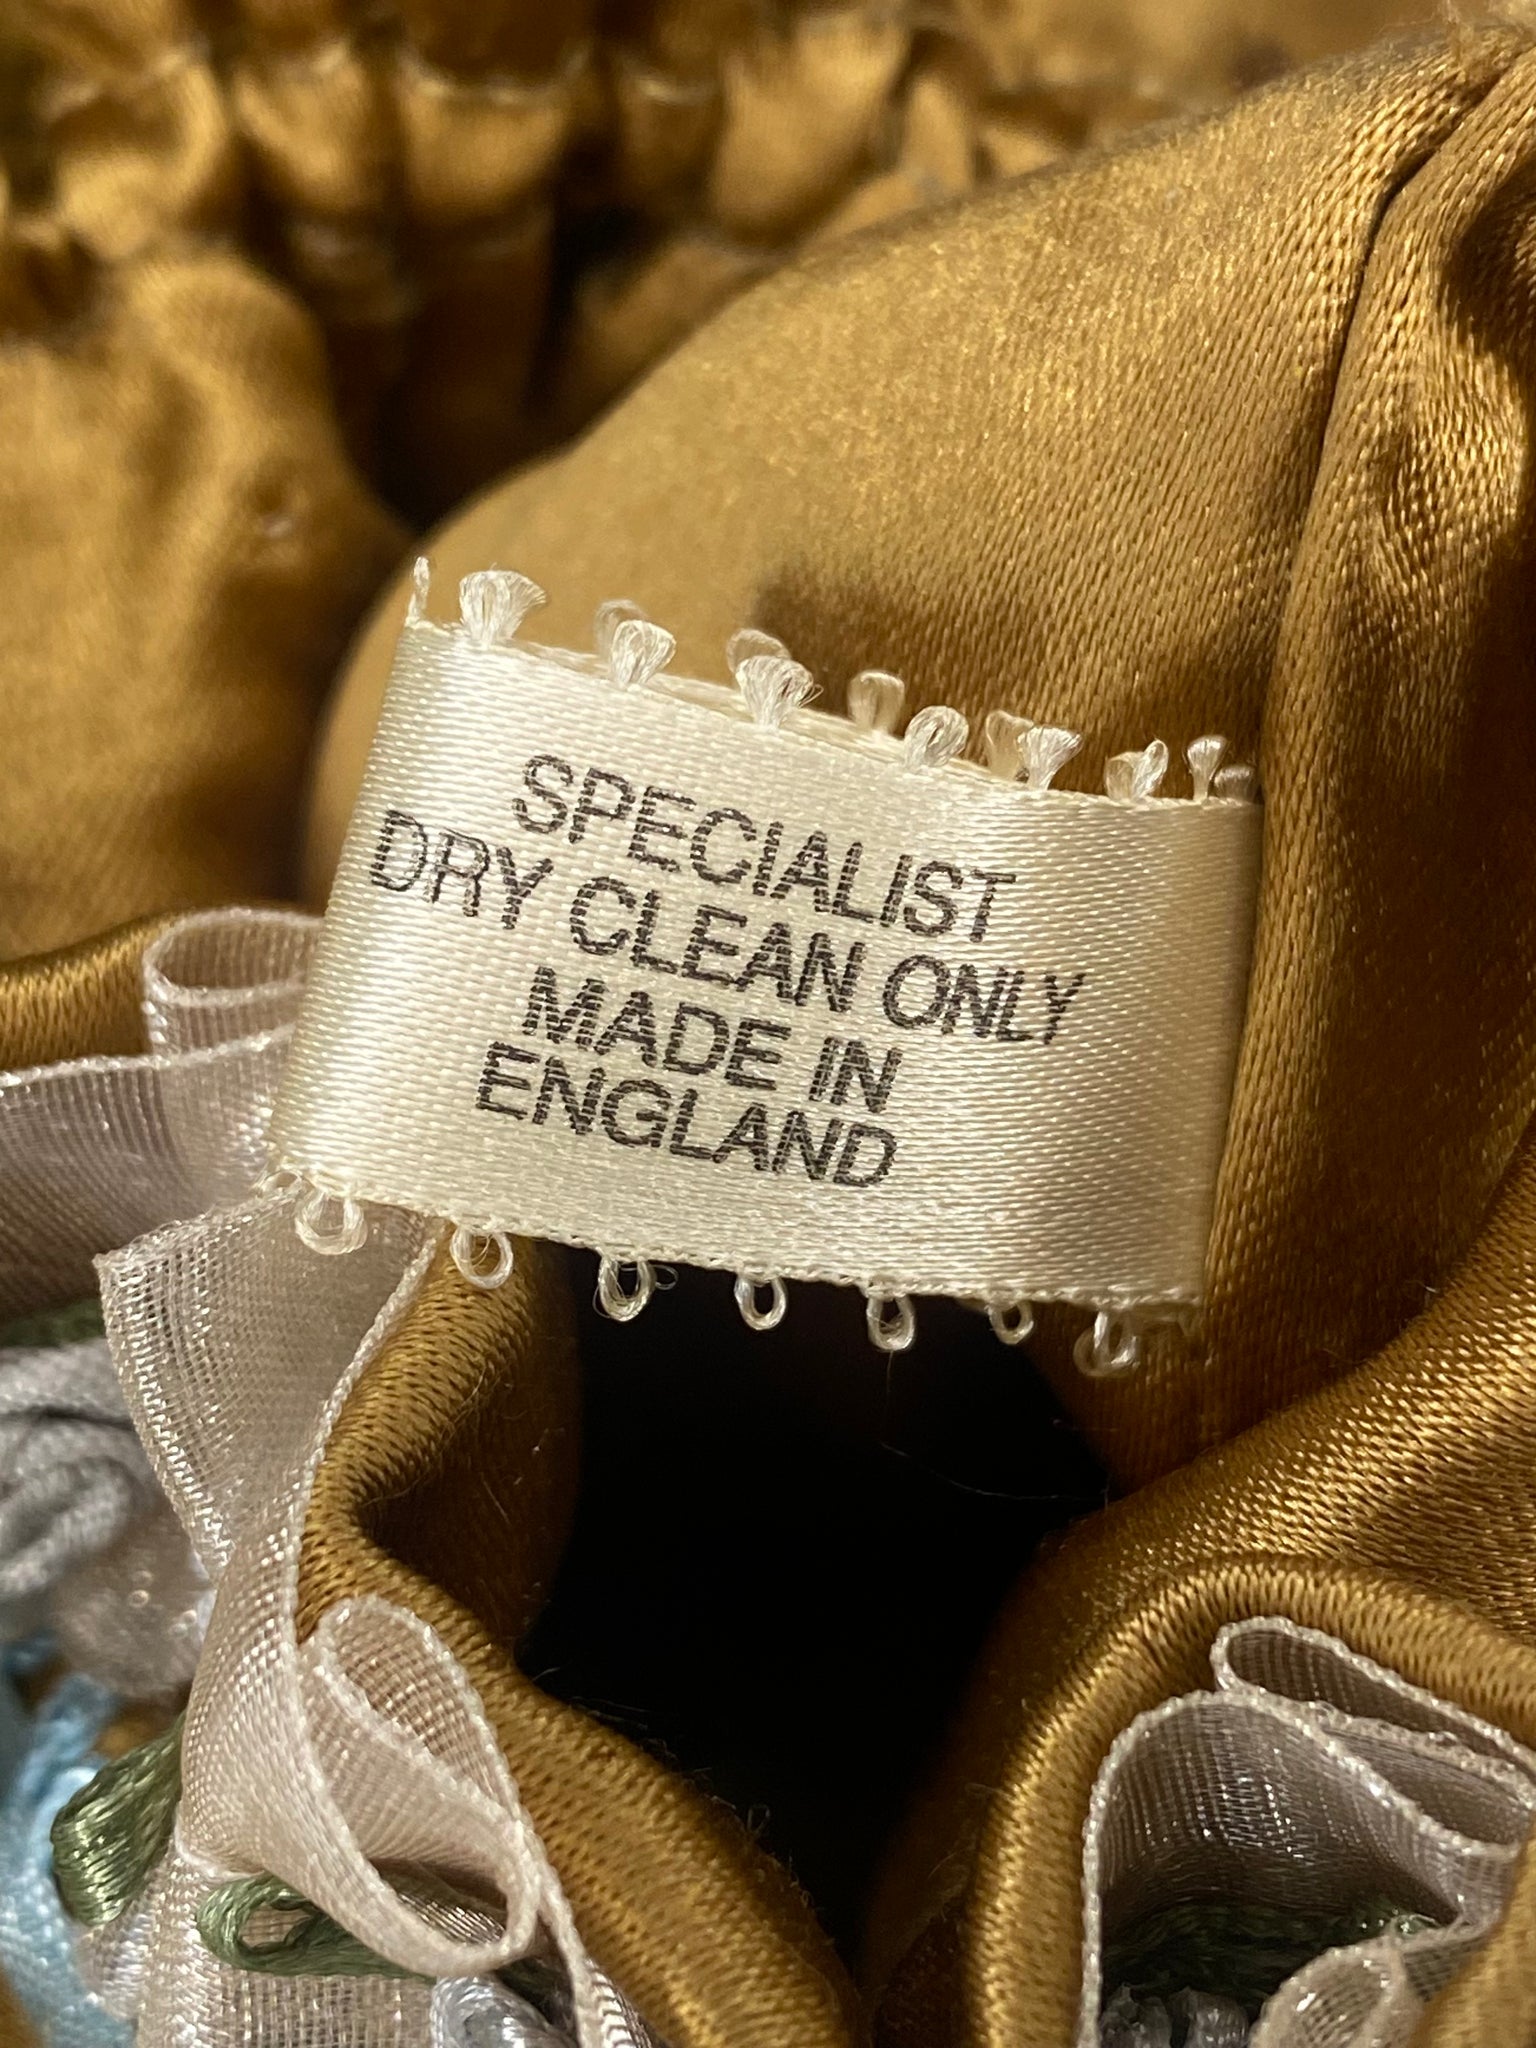 SPECIALIST
DRY CLEAN ONLY
MADE IN
ENGLAND